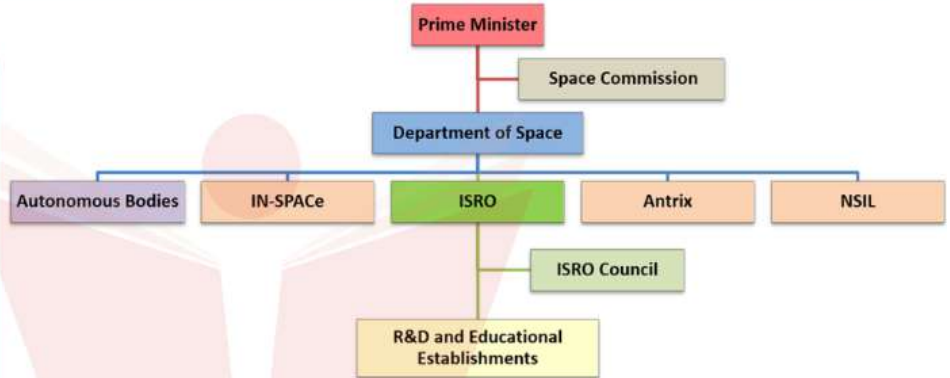 Prime Minister
Space Commission
Department of Space
Autonomous Bodies
IN-SPACe
ISRO
Antrix
NSIL
ISRO Council
R&D and Educational
Establishments